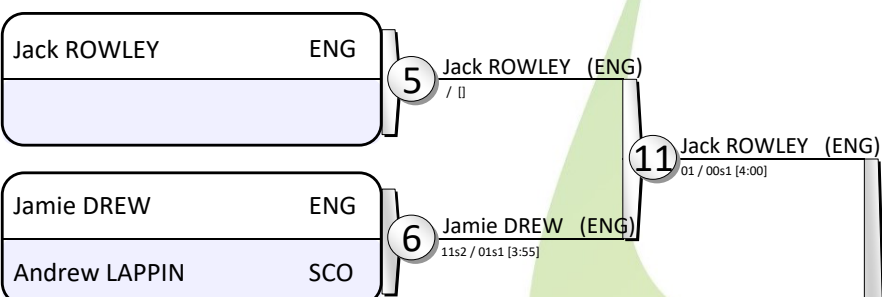 Jack ROWLEY ENG
5
Jack ROWLEY (ENG)
/ []
11
Jack ROWLEY (ENG)
01 / 00s1 [4:00]
Jamie DREW ENG
6
Jamie DREW (ENG)
11s2 / 01s1 [3:55]
Andrew LAPPIN SCO